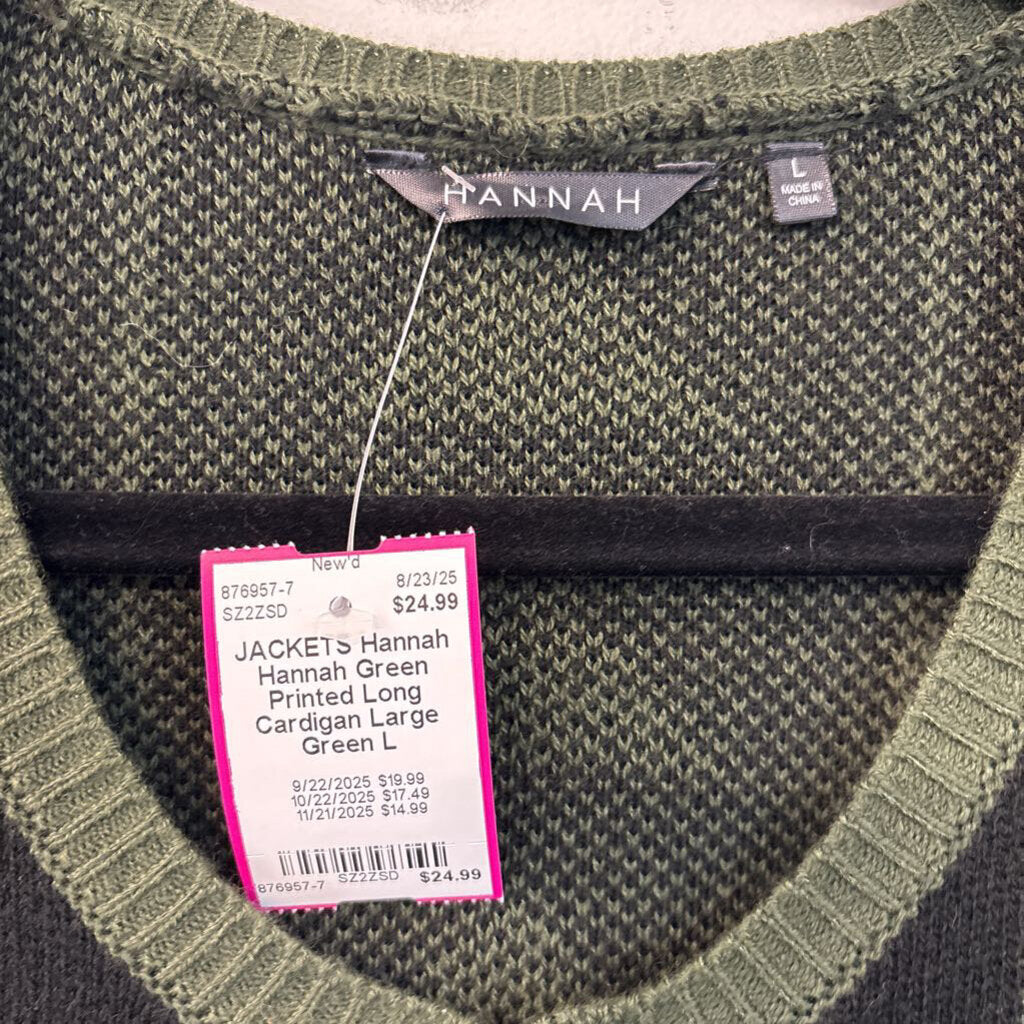 HANNAH
L
MADE IN
CHINA
New'd
876957-7 8/23/25
SZ2ZSD $24.99
JACKETS Hannah
Hannah Green
Printed Long
Cardigan Large
Green L
9/22/2025 $19.99
10/22/2025 $17.49
11/21/2025 $14.99
876957-7 SZ2ZSD $24.99